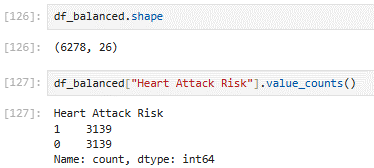 [126]: df_balanced.shape
[126]: (6278, 26)
[127]: df_balanced["Heart Attack Risk"].value_counts()
[127]: Heart Attack Risk
1    3139
0    3139
Name: count, dtype: int64